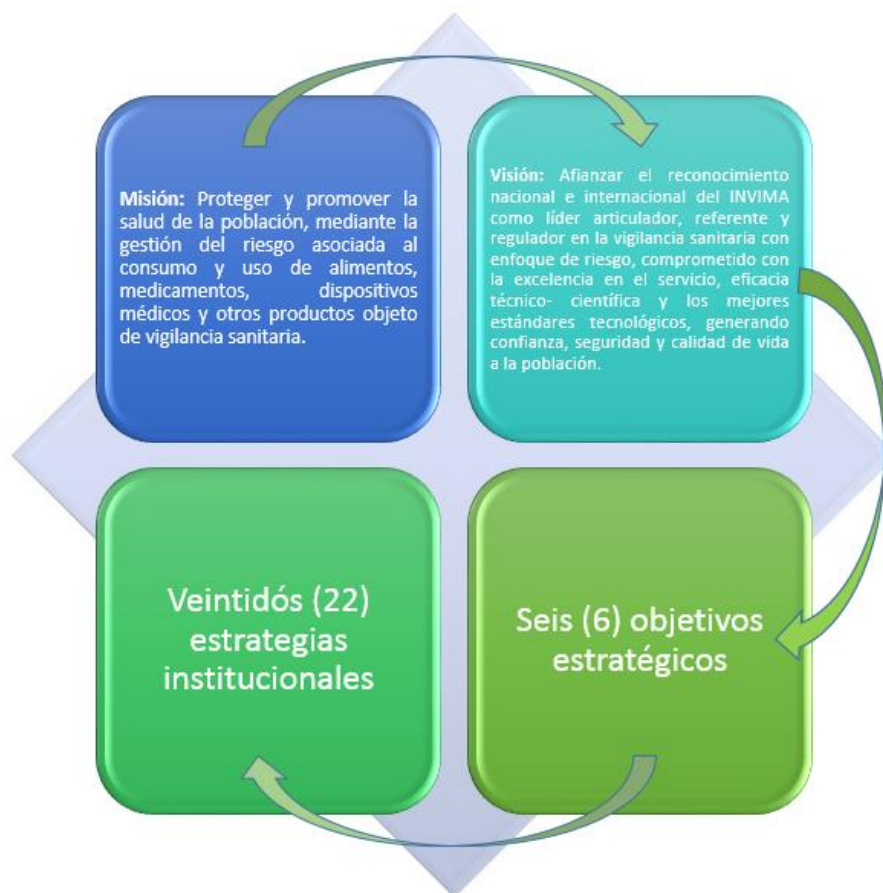 Misión: Proteger y promover la
salud de la población, mediante la
gestión del riesgo asociada al
consumo y uso de alimentos,
medicamentos, dispositivos
médicos y otros productos objeto
de vigilancia sanitaria.
Visión: Afianzar el reconocimiento
nacional e internacional del INVIMA
como líder articulador, referente y
regulador en la vigilancia sanitaria con
enfoque de riesgo, comprometido con
la excelencia en el servicio, eficacia
técnico- científica y los mejores
estándares tecnológicos, generando
confianza, seguridad y calidad de vida
a la población.
Veintidós (22)
estrategias
institucionales
Seis (6) objetivos
estratégicos